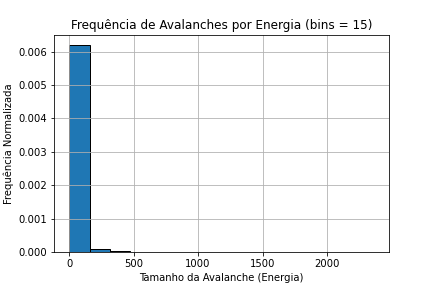 Frequência de Avalanches por Energia (bins = 15)
0.006
0.005
0.004
0.003
0.002
0.001
0.000
Frequência Normalizada
0 500 1000 1500 2000
Tamanho da Avalanche (Energia)